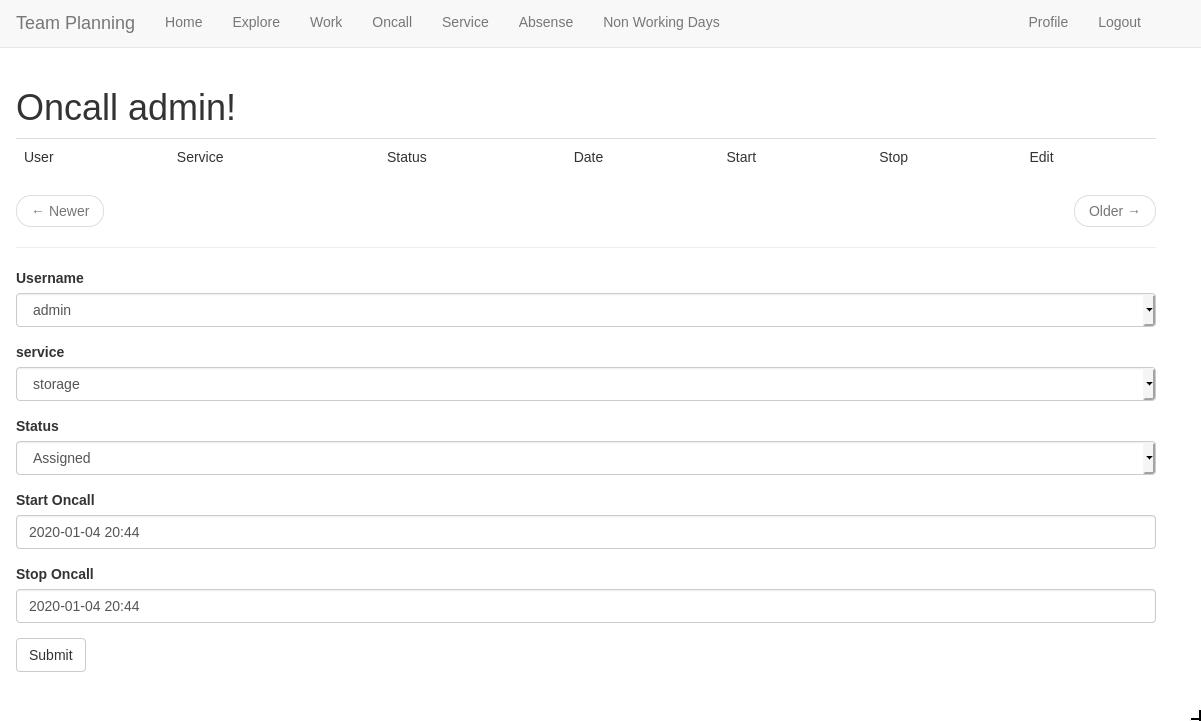 Team Planning Home Explore Work Oncall Service Absense Non Working Days Profile Logout
Oncall admin!
User Service Status Date Start Stop Edit
← Newer Older →
Username
admin
service
storage
Status
Assigned
Start Oncall
2020-01-04 20:44
Stop Oncall
2020-01-04 20:44
Submit